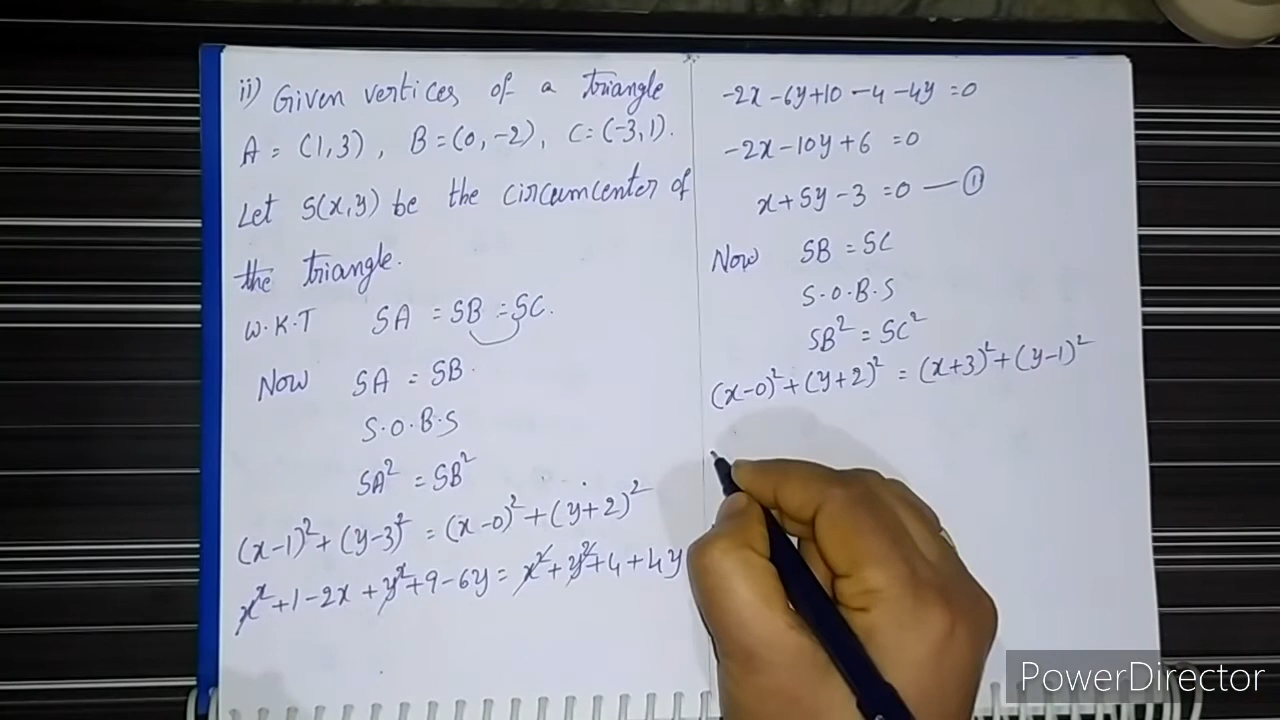 ii) Given vertices of a triangle
A = (1,3), B = (0,-2), C = (-3,1).
Let S(x,y) be the circumcenter of
the triangle.
W.K.T SA = SB = SC.
Now SA = SB.
S.O.B.S
SA² = SB²
(x-1)² + (y-3)² = (x-0)² + (y+2)²
x² + 1 - 2x + y² + 9 - 6y = x² + y² + 4 + 4y
-2x - 6y + 10 - 4 - 4y = 0
-2x - 10y + 6 = 0
x + 5y - 3 = 0 — ①
Now SB = SC
S.O.B.S
SB² = SC²
(x-0)² + (y+2)² = (x+3)² + (y-1)²
PowerDirector